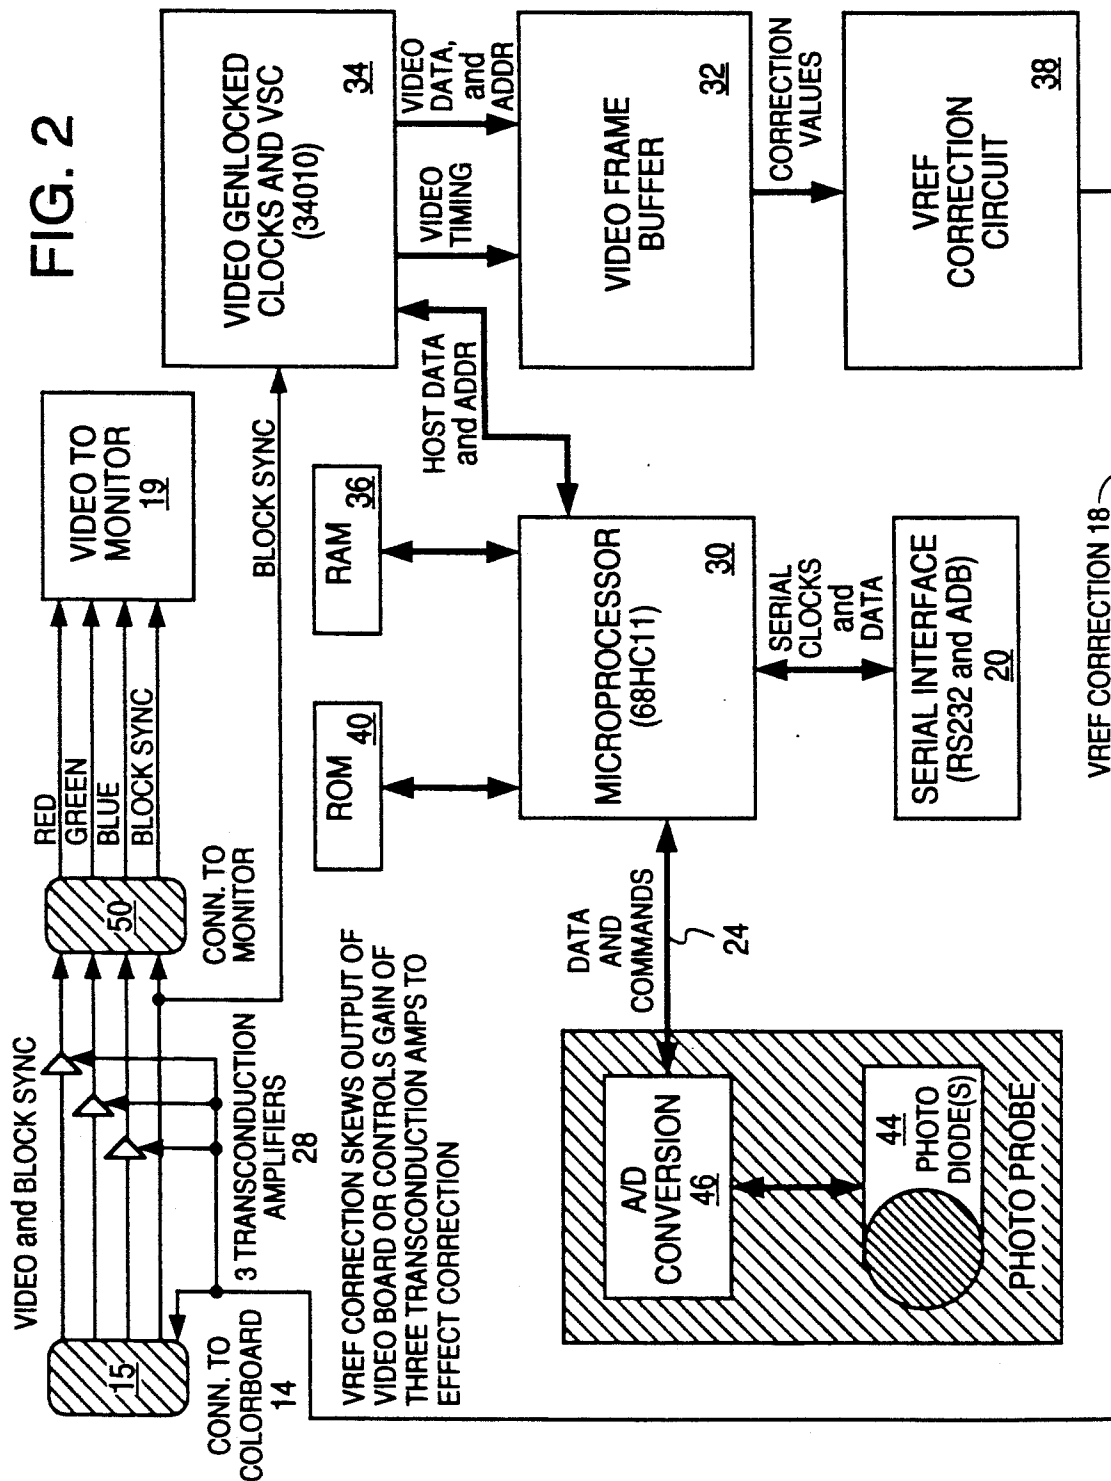 FIG. 2
VIDEO and BLOCK SYNC
15
CONN. TO
COLORBOARD
14
3 TRANSCONDUCTION
AMPLIFIERS
28
50
CONN. TO
MONITOR
RED
GREEN
BLUE
BLOCK SYNC
VIDEO TO
MONITOR
19
BLOCK SYNC
VIDEO GENLOCKED
CLOCKS AND VSC
(34010)
34
VREF CORRECTION SKEWS OUTPUT OF
VIDEO BOARD OR CONTROLS GAIN OF
THREE TRANSCONDUCTION AMPS TO
EFFECT CORRECTION
ROM 40
RAM 36
HOST DATA
and ADDR
VIDEO
TIMING
VIDEO
DATA,
and
ADDR
A/D
CONVERSION
46
44
PHOTO
DIODE(S)
PHOTO PROBE
DATA
AND
COMMANDS
24
MICROPROCESSOR
(68HC11)
30
VIDEO FRAME
BUFFER
32
SERIAL
CLOCKS
and
DATA
CORRECTION
VALUES
SERIAL INTERFACE
(RS232 and ADB)
20
VREF
CORRECTION
CIRCUIT
38
VREF CORRECTION 18